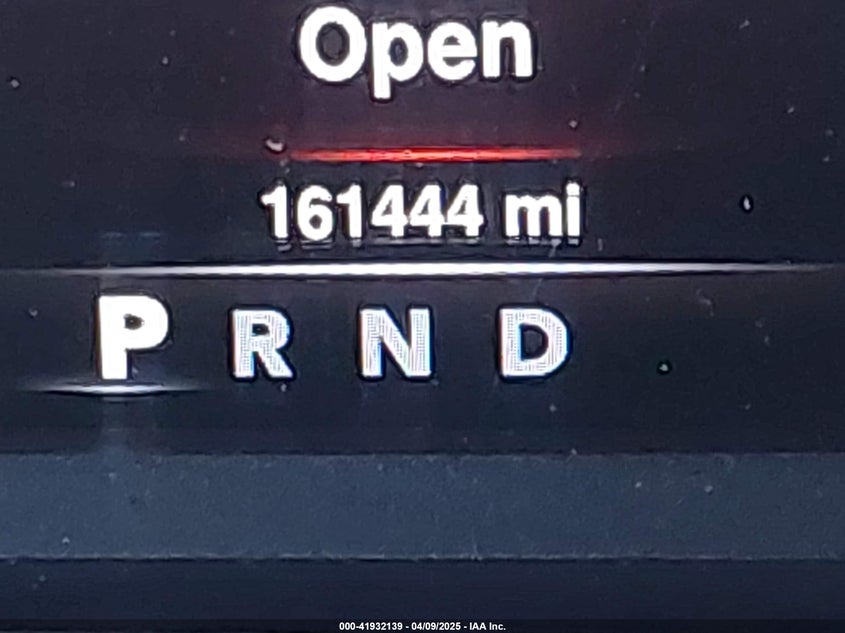 Open
161444 mi
P R N D
000-41932139 - 04/09/2025 - IAA Inc.